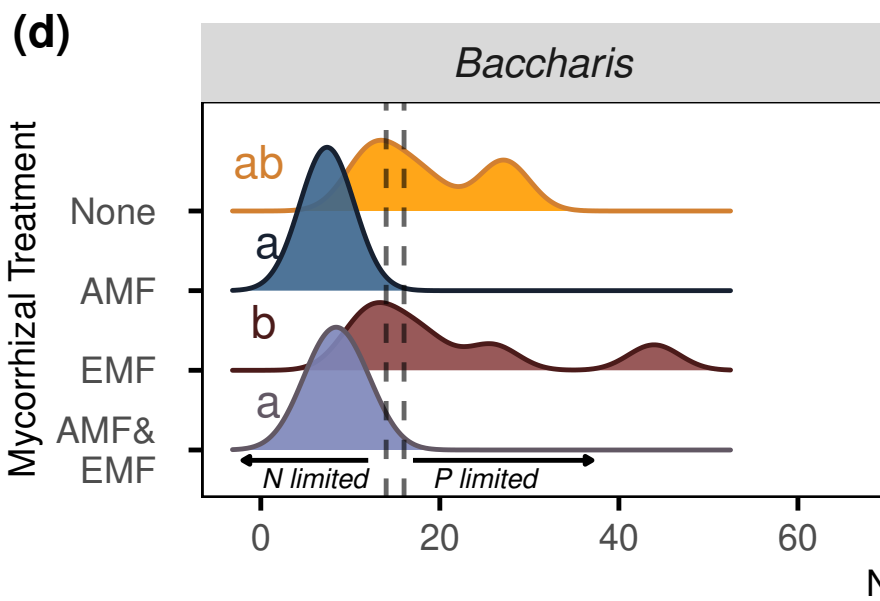 (d)
Baccharis
Mycorrhizal Treatment
None
AMF
EMF
AMF&
EMF
ab
a
b
a
N limited
P limited
0
20
40
60
N